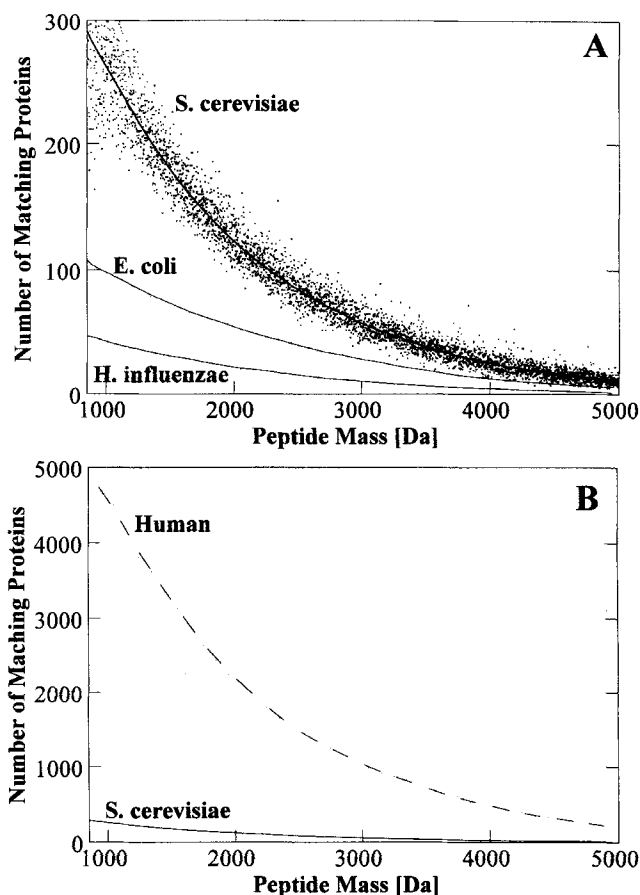 A
300
200
100
0
Number of Matching Proteins
S. cerevisiae
E. coli
H. influenzae
1000 2000 3000 4000 5000
Peptide Mass [Da]
B
5000
4000
3000
2000
1000
0
Number of Maching Proteins
Human
S. cerevisiae
1000 2000 3000 4000 5000
Peptide Mass [Da]